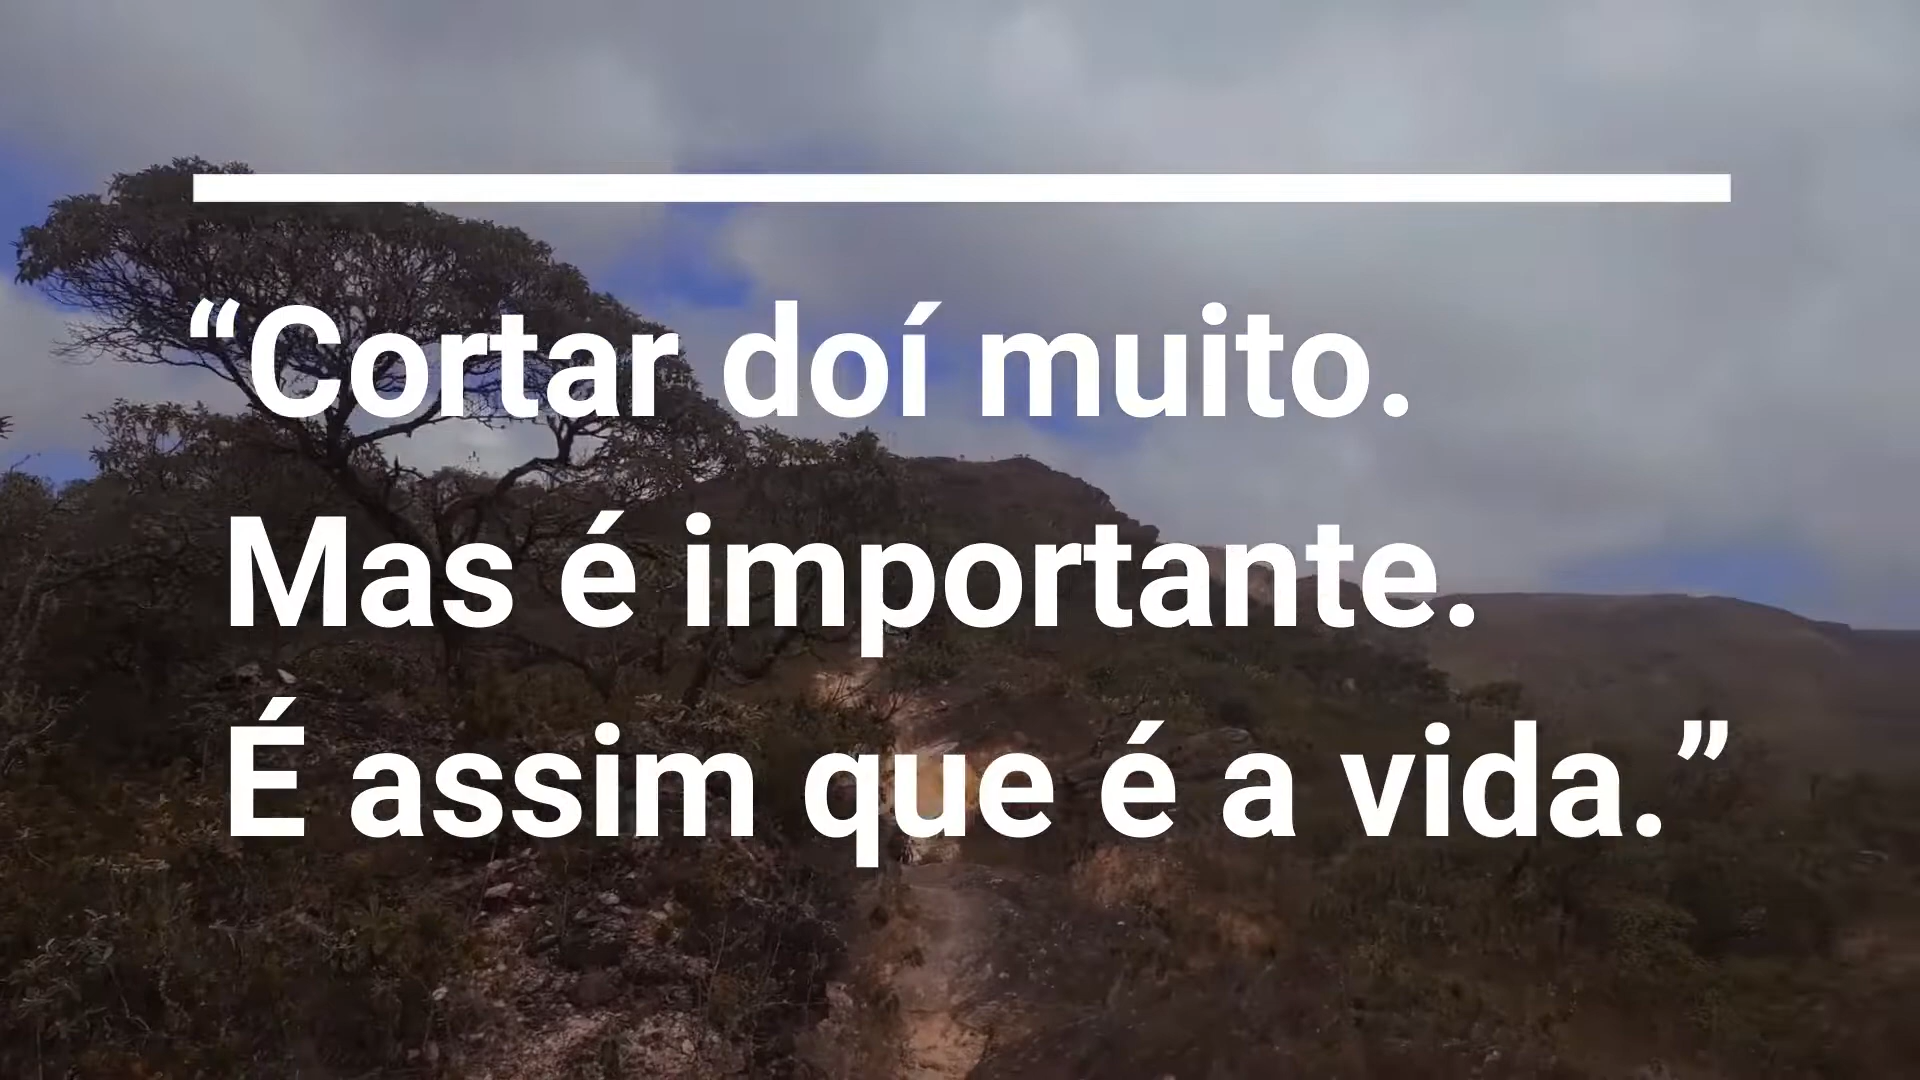 “Cortar doí muito.
Mas é importante.
É assim que é a vida.”